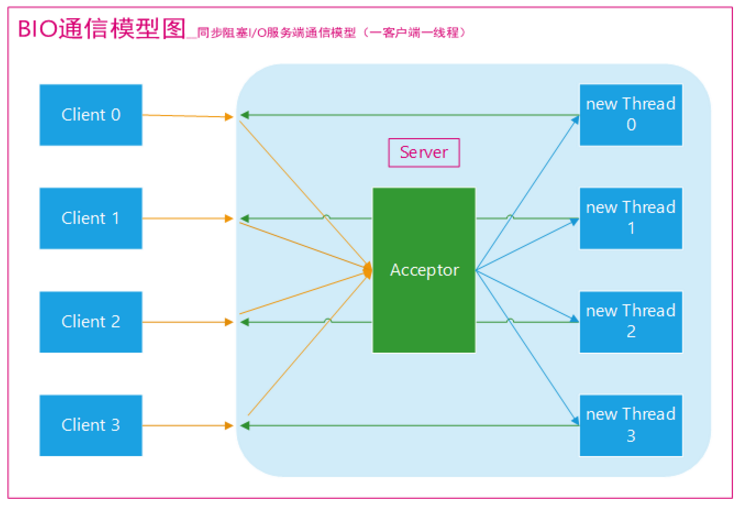 BIO通信模型图__同步阻塞I/O服务端通信模型（一客户端一线程）
Client 0
new Thread
0
Server
Client 1
new Thread
1
Acceptor
Client 2
new Thread
2
Client 3
new Thread
3